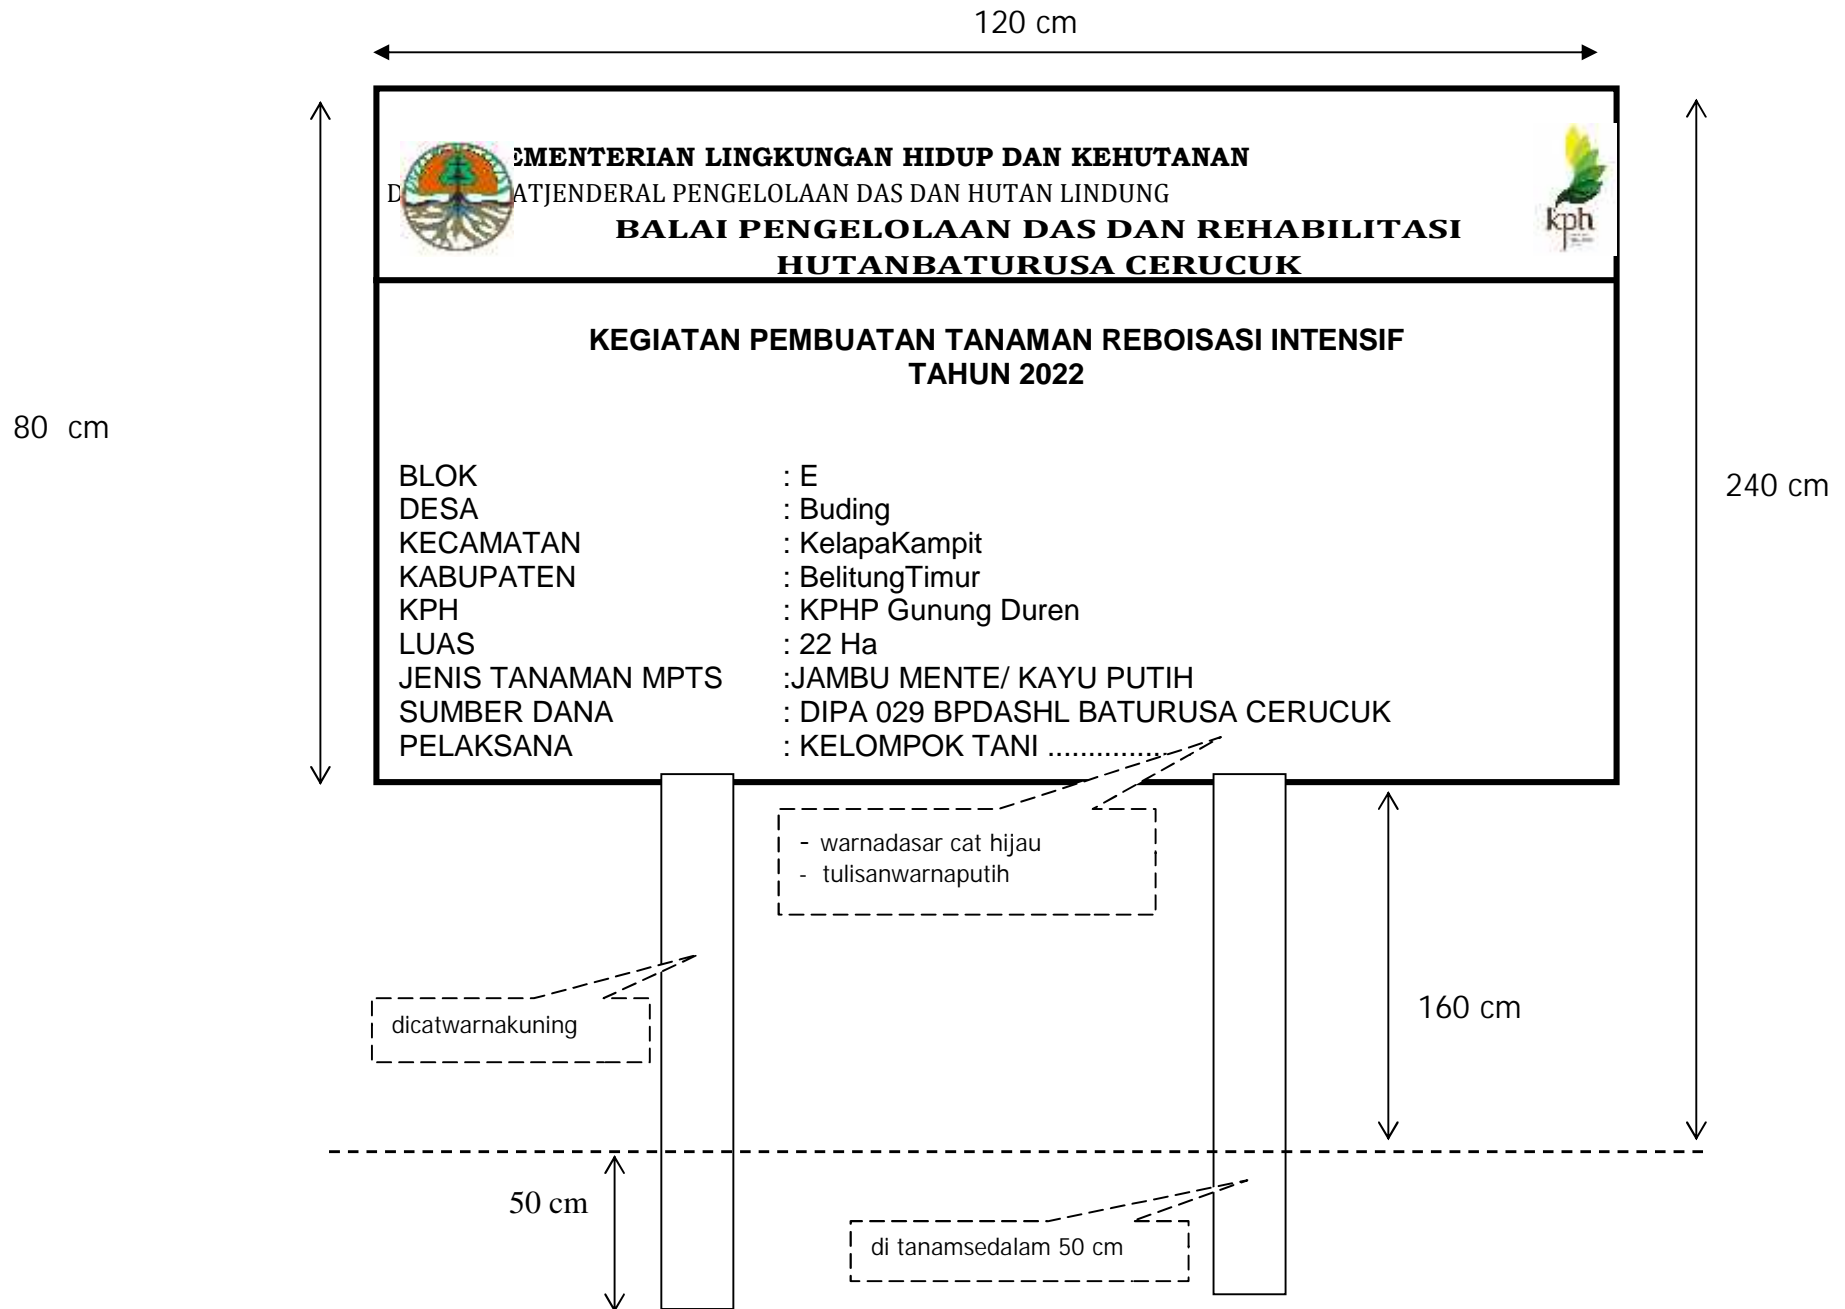 120 cm
EMENTERIAN LINGKUNGAN HIDUP DAN KEHUTANAN
D ATJENDERAL PENGELOLAAN DAS DAN HUTAN LINDUNG
BALAI PENGELOLAAN DAS DAN REHABILITASI
HUTANBATURUSA CERUCUK
kph
KEGIATAN PEMBUATAN TANAMAN REBOISASI INTENSIF
TAHUN 2022
80 cm
240 cm
BLOK : E
DESA : Buding
KECAMATAN : KelapaKampit
KABUPATEN : BelitungTimur
KPH : KPHP Gunung Duren
LUAS : 22 Ha
JENIS TANAMAN MPTS :JAMBU MENTE/ KAYU PUTIH
SUMBER DANA : DIPA 029 BPDASHL BATURUSA CERUCUK
PELAKSANA : KELOMPOK TANI ...............
- warnadasar cat hijau
- tulisanwarnaputih
dicatwarnakuning
160 cm
50 cm
di tanamsedalam 50 cm